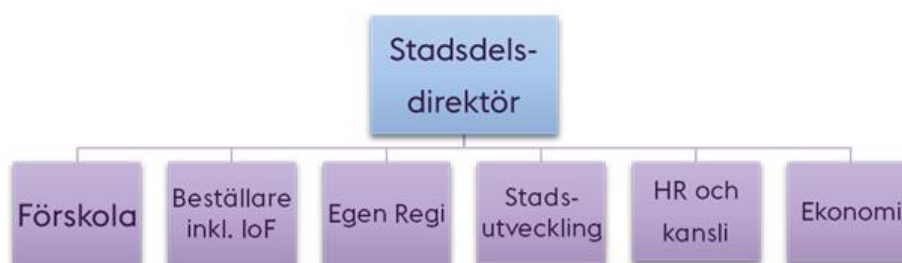 Stadsdels-
direktör
Förskola
Beställare
inkl. IoF
Egen Regi
Stads-
utveckling
HR och
kansli
Ekonomi